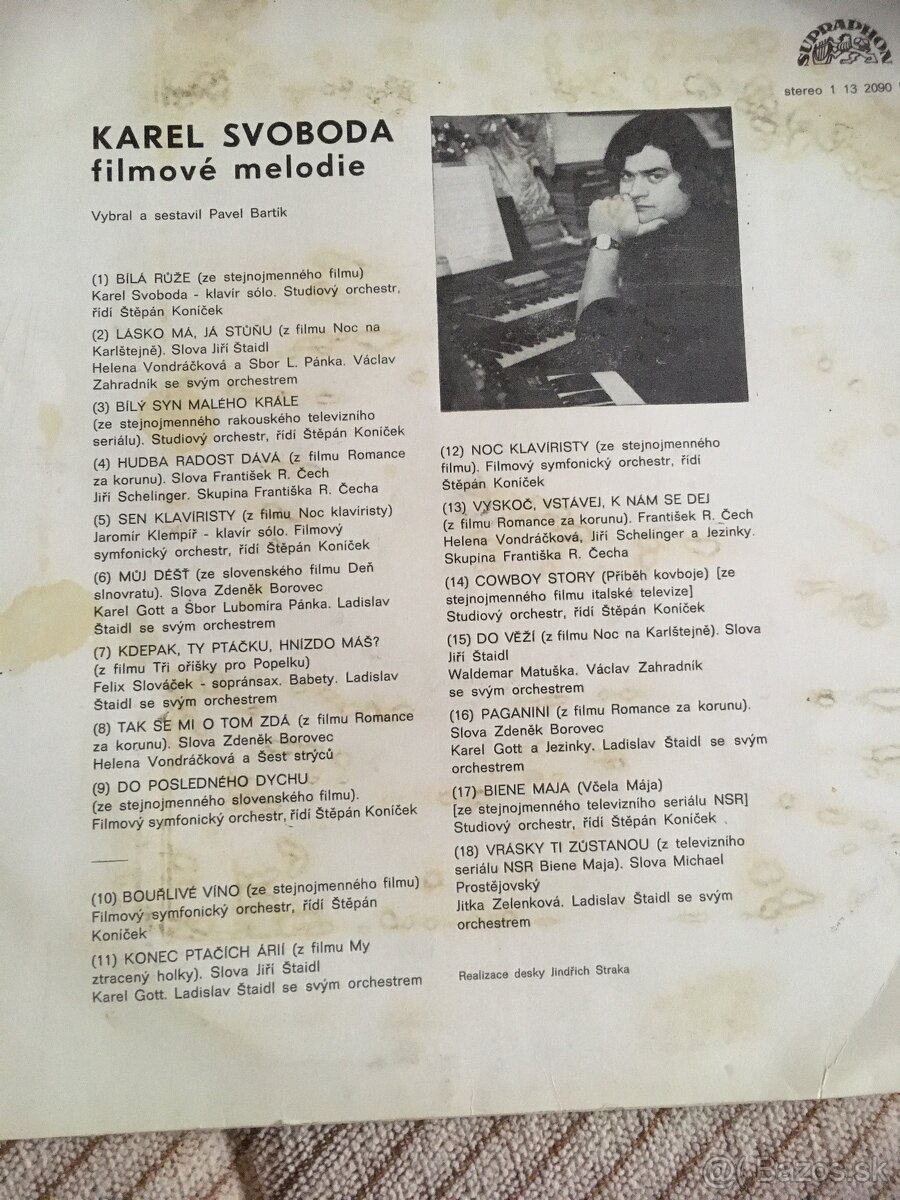 SUPRAPHON
stereo 1 13 2090
KAREL SVOBODA
filmové melodie
Vybral a sestavil Pavel Bartík
(1) BÍLÁ RŮŽE (ze stejnojmenného filmu)
Karel Svoboda - klavír sólo. Studiový orchestr,
řídí Štěpán Koníček
(2) LÁSKO MÁ, JÁ STŮŇU (z filmu Noc na
Karlštejně). Slova Jiří Štaidl
Helena Vondráčková a Sbor L. Pánka. Václav
Zahradník se svým orchestrem
(3) BÍLÝ SYN MALÉHO KRÁLE
(ze stejnojmenného rakouského televizního
seriálu). Studiový orchestr, řídí Štěpán Koníček
(4) HUDBA RADOST DÁVÁ (z filmu Romance
za korunu). Slova František R. Čech
Jiří Schelinger. Skupina Františka R. Čecha
(5) SEN KLAVÍRISTY (z filmu Noc klavíristy)
Jaromír Klempíř - klavír sólo. Filmový
symfonický orchestr, řídí Štěpán Koníček
(6) MŮJ DÉŠŤ (ze slovenského filmu Deň
slnovratu). Slova Zdeněk Borovec
Karel Gott a Sbor Lubomíra Pánka. Ladislav
Štaidl se svým orchestrem
(7) KDEPAK, TY PTÁČKU, HNÍZDO MÁŠ?
(z filmu Tři oříšky pro Popelku)
Felix Slováček - sopránsax. Babety. Ladislav
Štaidl se svým orchestrem
(8) TAK SE MI O TOM ZDÁ (z filmu Romance
za korunu). Slova Zdeněk Borovec
Helena Vondráčková a Šest strýců
(9) DO POSLEDNÉHO DYCHU
(ze stejnojmenného slovenského filmu).
Filmový symfonický orchestr, řídí Štěpán Koníček
(10) BOUŘLIVÉ VÍNO (ze stejnojmenného filmu)
Filmový symfonický orchestr, řídí Štěpán
Koníček
(11) KONEC PTAČÍCH ÁRIÍ (z filmu My
ztracený holky). Slova Jiří Štaidl
Karel Gott. Ladislav Štaidl se svým orchestrem
(12) NOC KLAVÍRISTY (ze stejnojmenného
filmu). Filmový symfonický orchestr, řídí
Štěpán Koníček
(13) VYSKOČ, VSTÁVEJ, K NÁM SE DEJ
(z filmu Romance za korunu). František R. Čech
Helena Vondráčková, Jiří Schelinger a Jezinky.
Skupina Františka R. Čecha
(14) COWBOY STORY (Příběh kovboje) [ze
stejnojmenného filmu italské televize]
Studiový orchestr, řídí Štěpán Koníček
(15) DO VĚŽÍ (z filmu Noc na Karlštejně). Slova
Jiří Štaidl
Waldemar Matuška. Václav Zahradník
se svým orchestrem
(16) PAGANINI (z filmu Romance za korunu).
Slova Zdeněk Borovec
Karel Gott a Jezinky. Ladislav Štaidl se svým
orchestrem
(17) BIENE MAJA (Včela Mája)
[ze stejnojmenného televizního seriálu NSR]
Studiový orchestr, řídí Štěpán Koníček
(18) VRÁSKY TI ZŮSTANOU (z televizního
seriálu NSR Biene Maja). Slova Michael
Prostějovský
Jitka Zelenková. Ladislav Štaidl se svým
orchestrem
Realizace desky Jindřich Straka
@ Bazos.sk